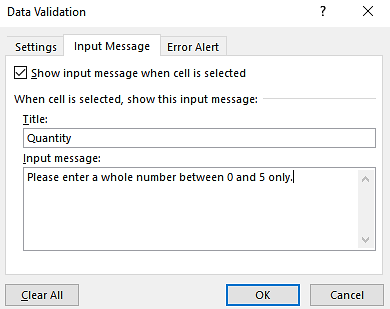 Data Validation ? ×
Settings Input Message Error Alert
Show input message when cell is selected
When cell is selected, show this input message:
Title:
Quantity
Input message:
Please enter a whole number between 0 and 5 only.
Clear All OK Cancel